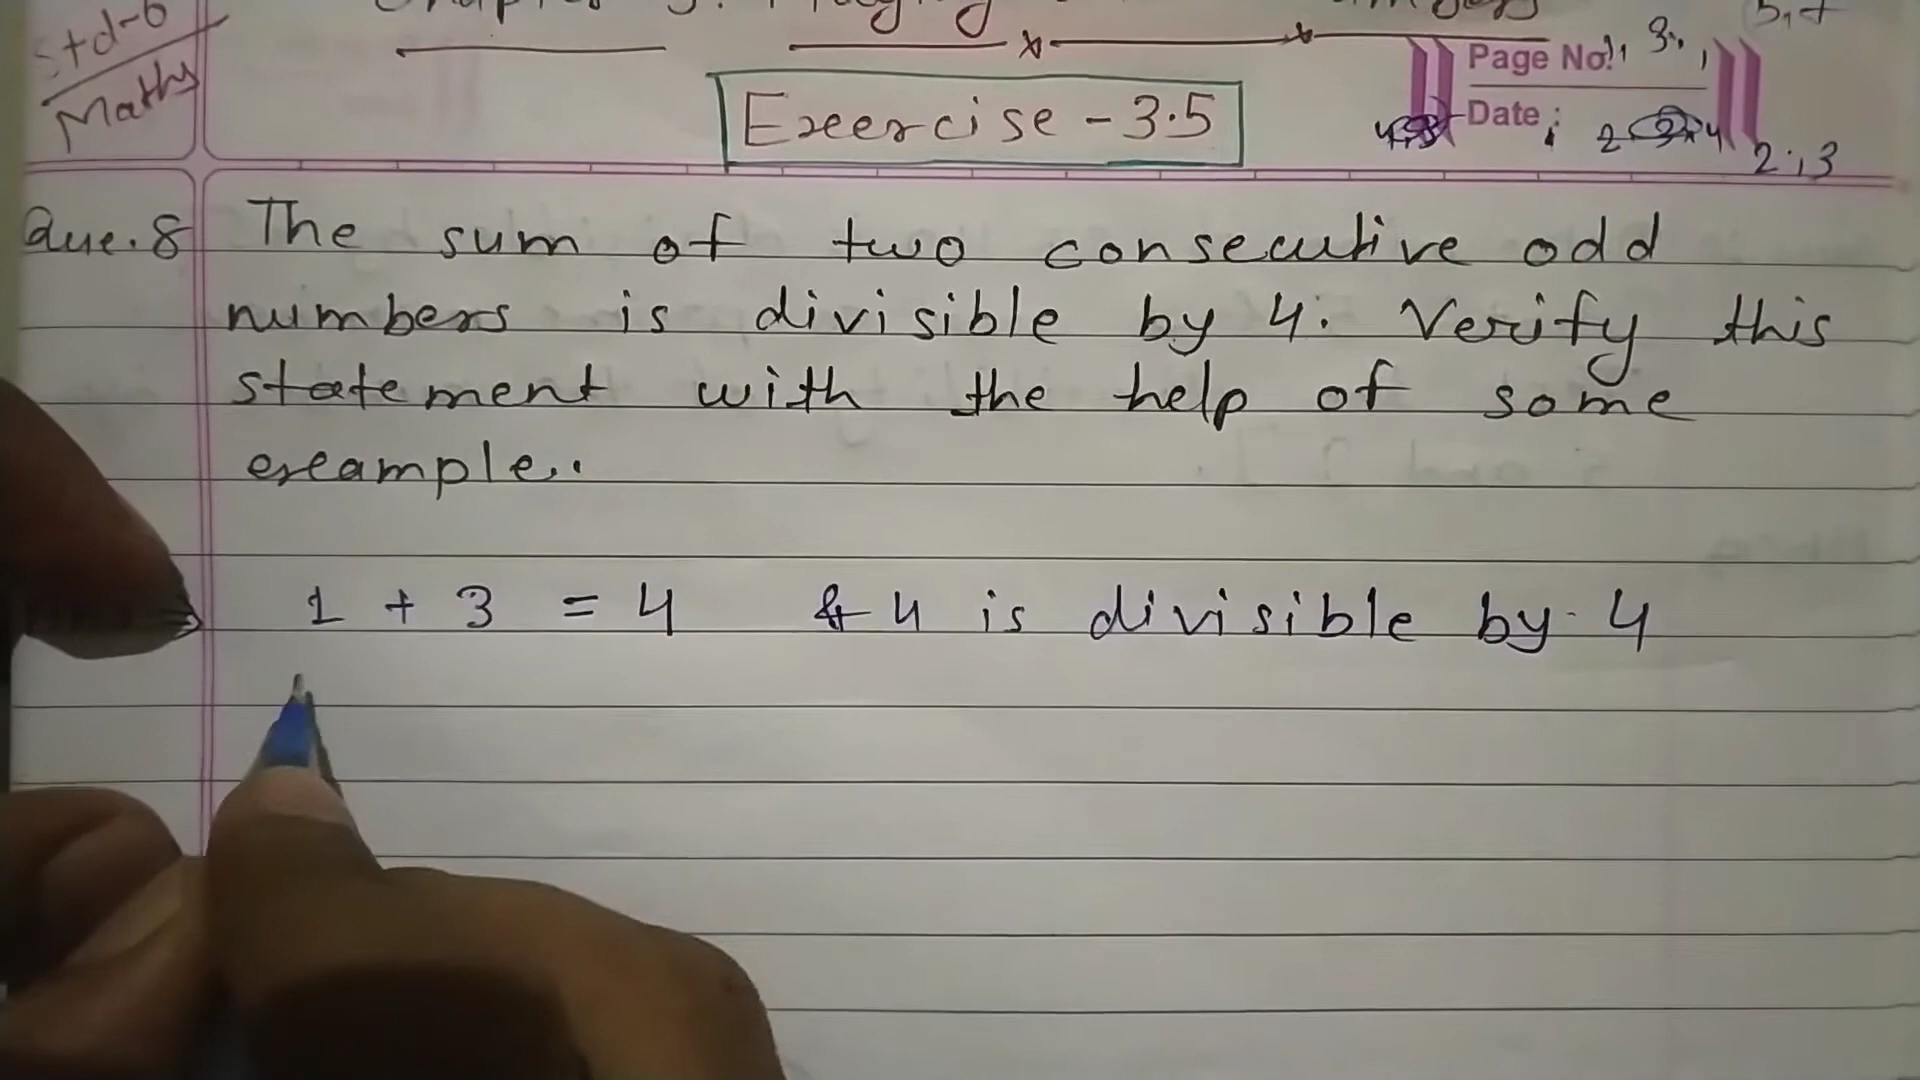 Std-6
Maths
Exercise - 3.5
Page No.
Date :
2, 3
Que. 8 The sum of two consecutive odd
numbers is divisible by 4. Verify this
statement with the help of some
example..
1 + 3 = 4 & 4 is divisible by 4